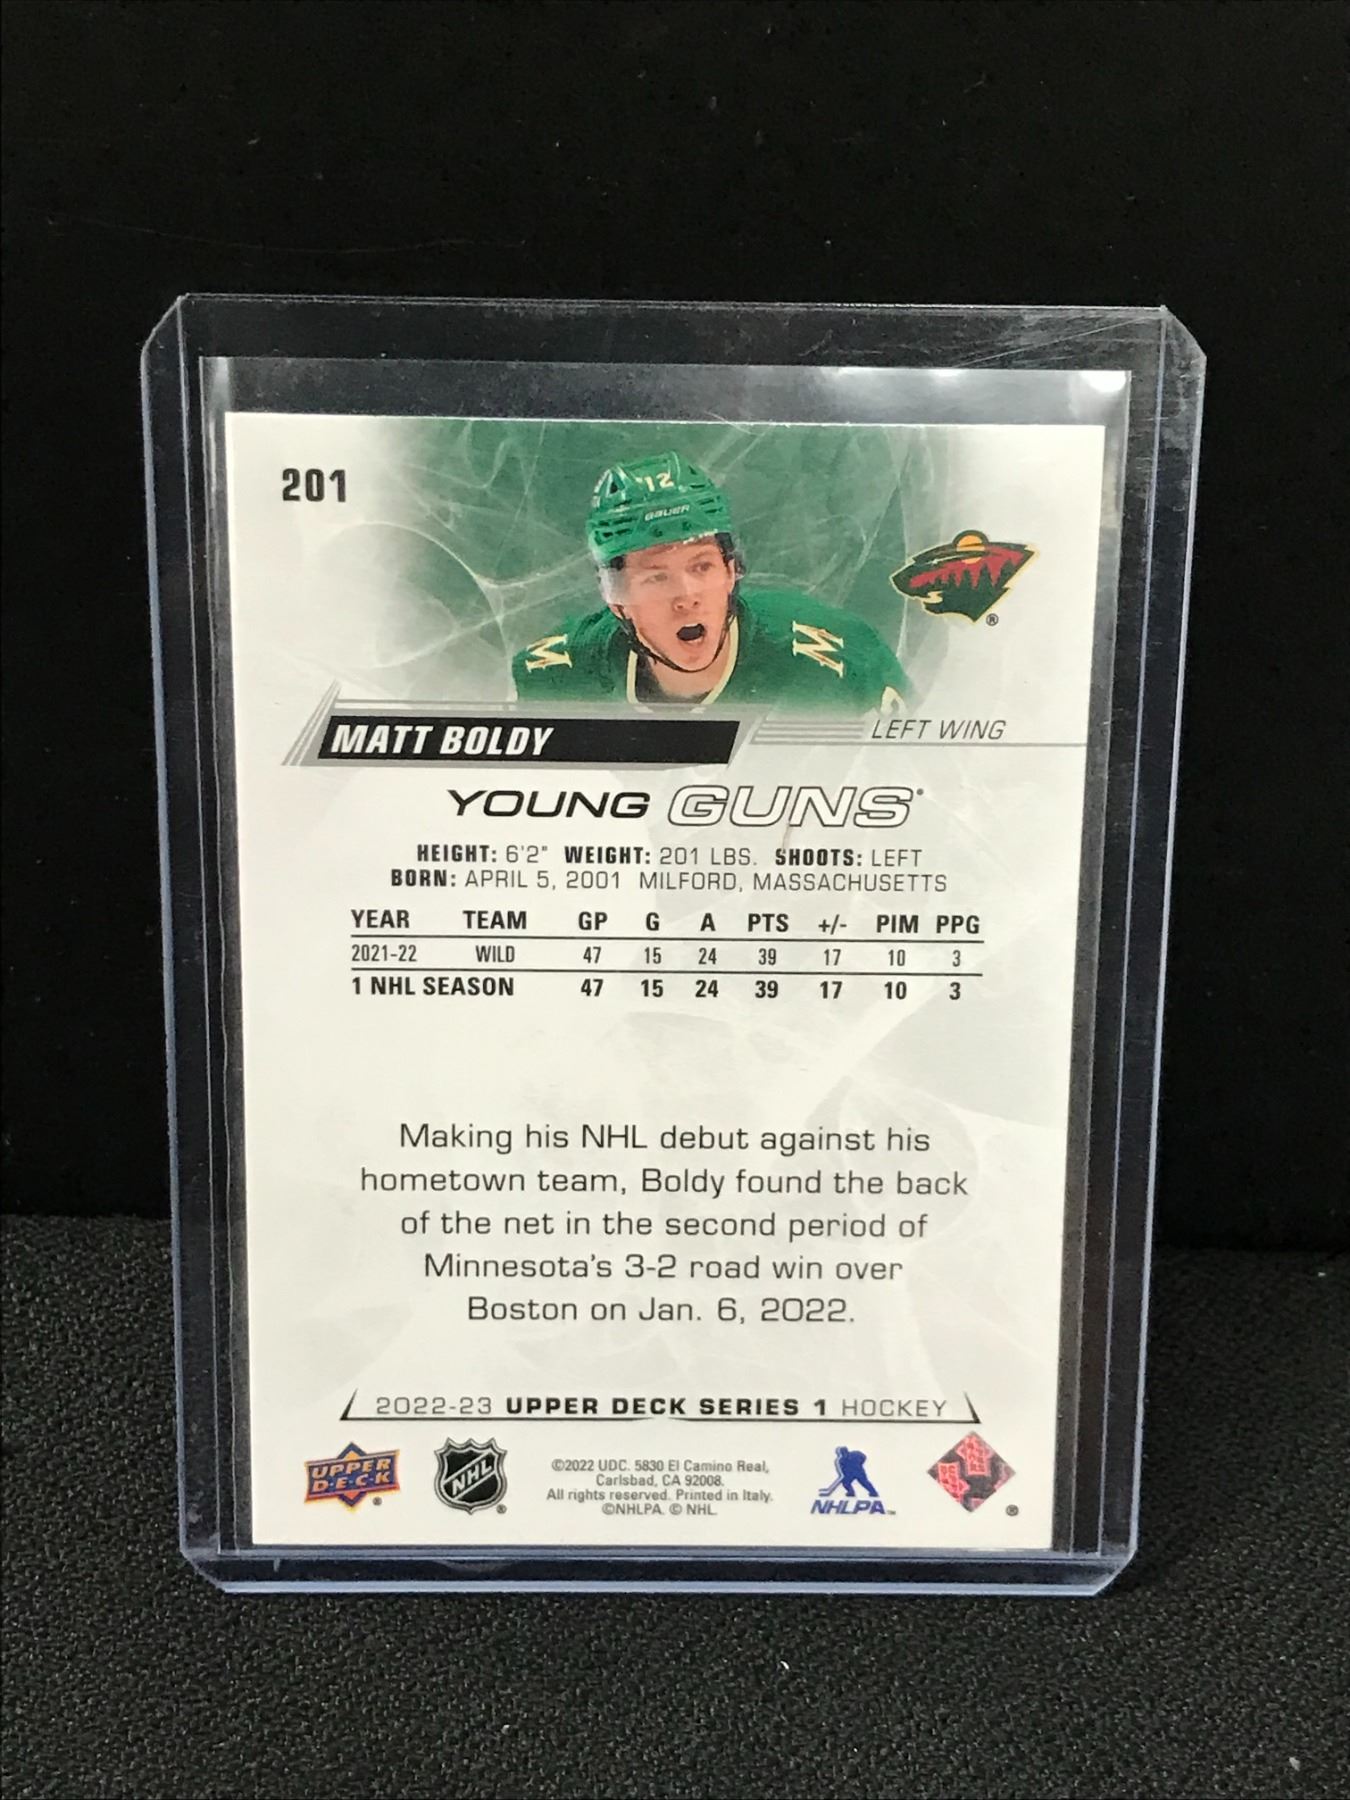 201
12
BAUER
M
M
MATT BOLDY
LEFT WING
YOUNG GUNS
HEIGHT: 6'2" WEIGHT: 201 LBS. SHOOTS: LEFT
BORN: APRIL 5, 2001 MILFORD, MASSACHUSETTS
YEAR TEAM GP G A PTS +/- PIM PPG
2021-22 WILD 47 15 24 39 17 10 3
1 NHL SEASON 47 15 24 39 17 10 3
Making his NHL debut against his
hometown team, Boldy found the back
of the net in the second period of
Minnesota's 3-2 road win over
Boston on Jan. 6, 2022.
2022-23 UPPER DECK SERIES 1 HOCKEY
UPPER
D·E·C·K
®
NHL
®
©2022 UDC. 5830 El Camino Real,
Carlsbad, CA 92008.
All rights reserved. Printed in Italy.
©NHLPA. © NHL.
NHLPA™
®